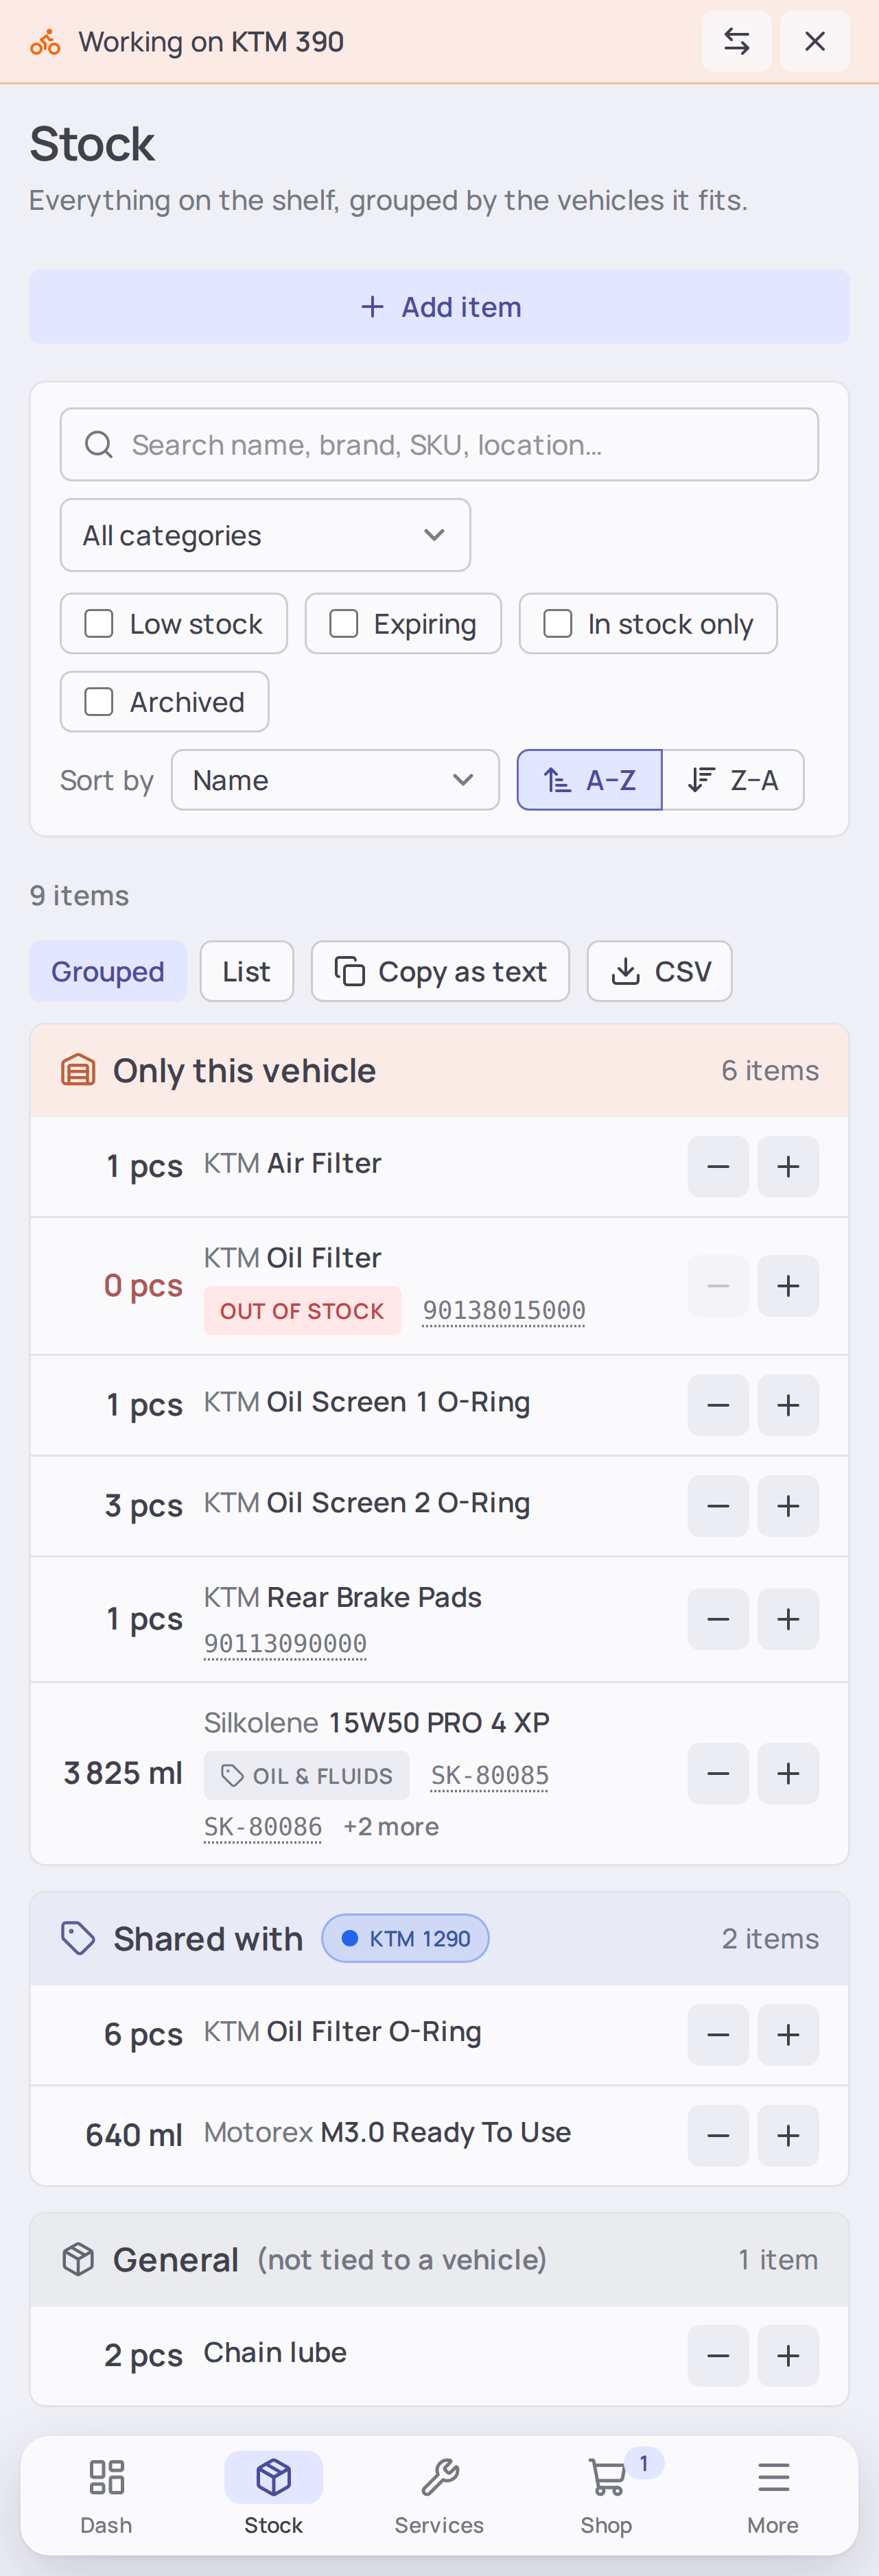 Working on KTM 390
Stock
Everything on the shelf, grouped by the vehicles it fits.
Add item
Search name, brand, SKU, location…
All categories
Low stock Expiring In stock only
Archived
Sort by Name A–Z Z–A
9 items
Grouped List Copy as text CSV
Only this vehicle 6 items
1 pcs KTM Air Filter
0 pcs KTM Oil Filter
OUT OF STOCK 90138015000
1 pcs KTM Oil Screen 1 O-Ring
3 pcs KTM Oil Screen 2 O-Ring
1 pcs KTM Rear Brake Pads
90113090000
3 825 ml Silkolene 15W50 PRO 4 XP
OIL & FLUIDS SK-80085
SK-80086 +2 more
Shared with KTM 1290 2 items
6 pcs KTM Oil Filter O-Ring
640 ml Motorex M3.0 Ready To Use
General (not tied to a vehicle) 1 item
2 pcs Chain lube
1
Dash Stock Services Shop More